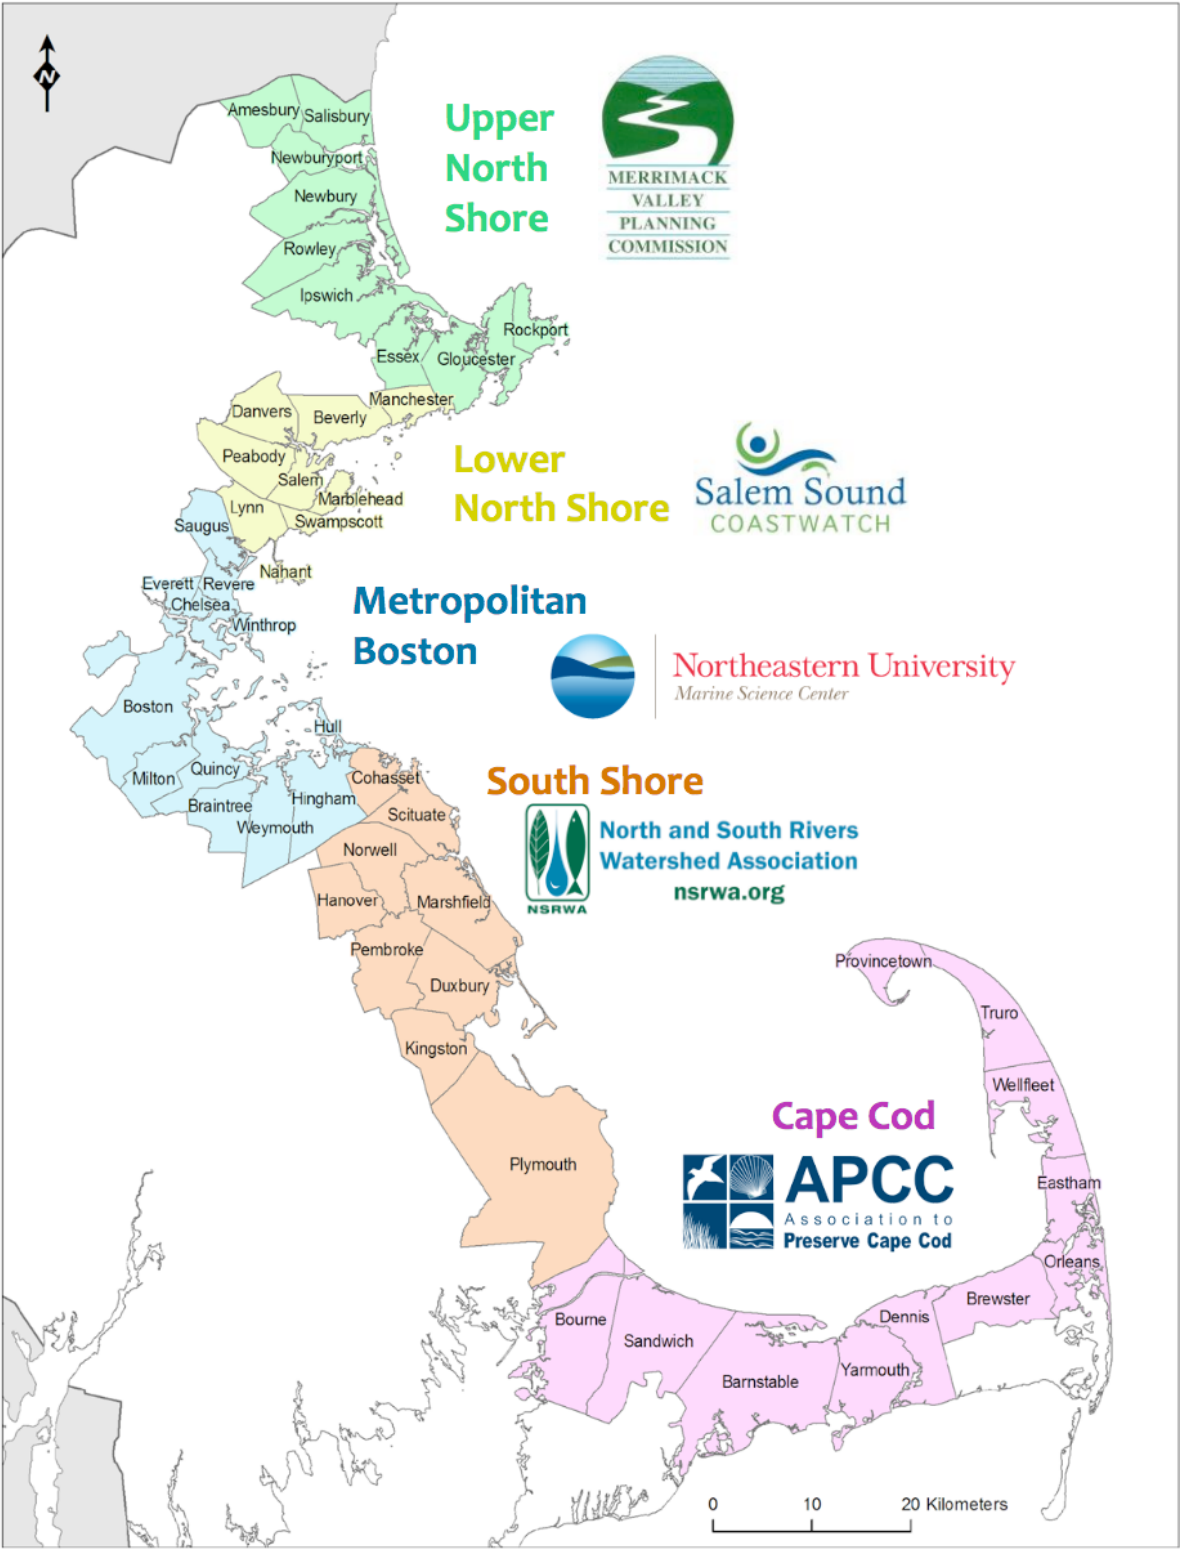 N
Amesbury
Salisbury
Newburyport
Newbury
Rowley
Ipswich
Rockport
Essex
Gloucester
Upper
North
Shore
MERRIMACK
VALLEY
PLANNING
COMMISSION
Manchester
Danvers
Beverly
Peabody
Salem
Marblehead
Lynn
Swampscott
Nahant
Lower
North Shore
Salem Sound
COASTWATCH
Saugus
Everett
Revere
Chelsea
Winthrop
Boston
Hull
Milton
Quincy
Braintree
Hingham
Weymouth
Metropolitan
Boston
Northeastern University
Marine Science Center
Cohasset
Scituate
Norwell
Hanover
Marshfield
Pembroke
Duxbury
Kingston
Plymouth
South Shore
NSRWA
North and South Rivers
Watershed Association
nsrwa.org
Provincetown
Truro
Wellfleet
Eastham
Orleans
Brewster
Dennis
Yarmouth
Barnstable
Sandwich
Bourne
Cape Cod
APCC
Association to
Preserve Cape Cod
0 10 20 Kilometers